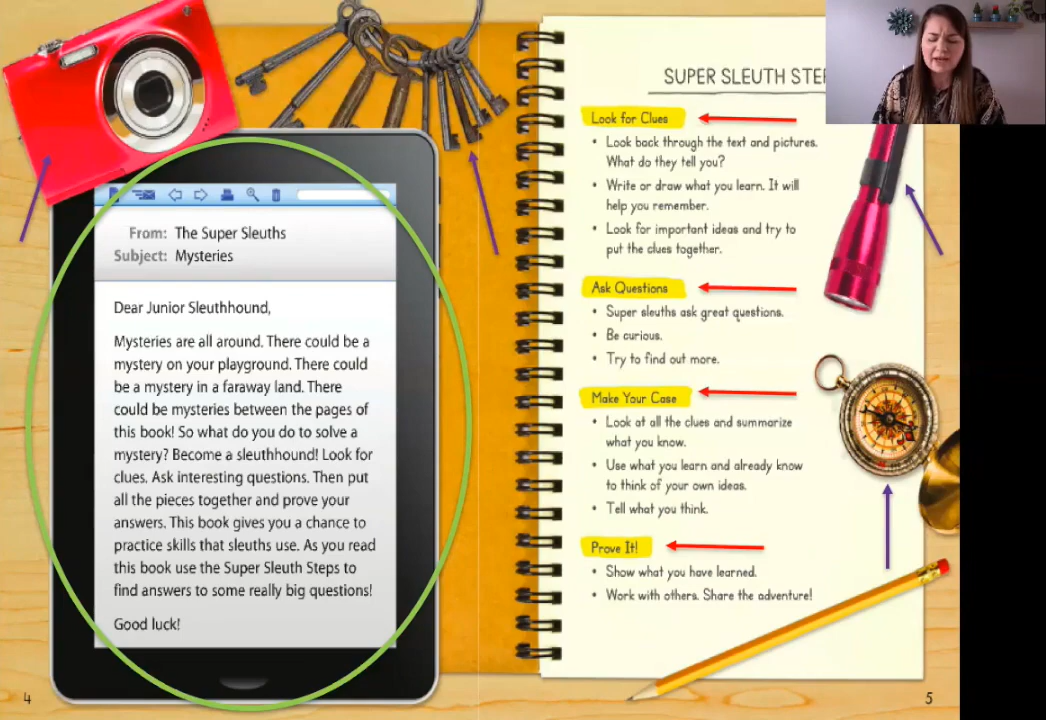 From: The Super Sleuths
Subject: Mysteries
Dear Junior Sleuthhound,
Mysteries are all around. There could be a
mystery on your playground. There could
be a mystery in a faraway land. There
could be mysteries between the pages of
this book! So what do you do to solve a
mystery? Become a sleuthhound! Look for
clues. Ask interesting questions. Then put
all the pieces together and prove your
answers. This book gives you a chance to
practice skills that sleuths use. As you read
this book use the Super Sleuth Steps to
find answers to some really big questions!
Good luck!
4
SUPER SLEUTH
Look for Clues
• Look back through the text and pictures.
What do they tell you?
• Write or draw what you learn. It will
help you remember.
• Look for important ideas and try to
put the clues together.
Ask Questions
• Super sleuths ask great questions.
• Be curious.
• Try to find out more.
Make Your Case
• Look at all the clues and summarize
what you know.
• Use what you learn and already know
to think of your own ideas.
• Tell what you think.
Prove It!
• Show what you have learned.
• Work with others. Share the adventure!
5